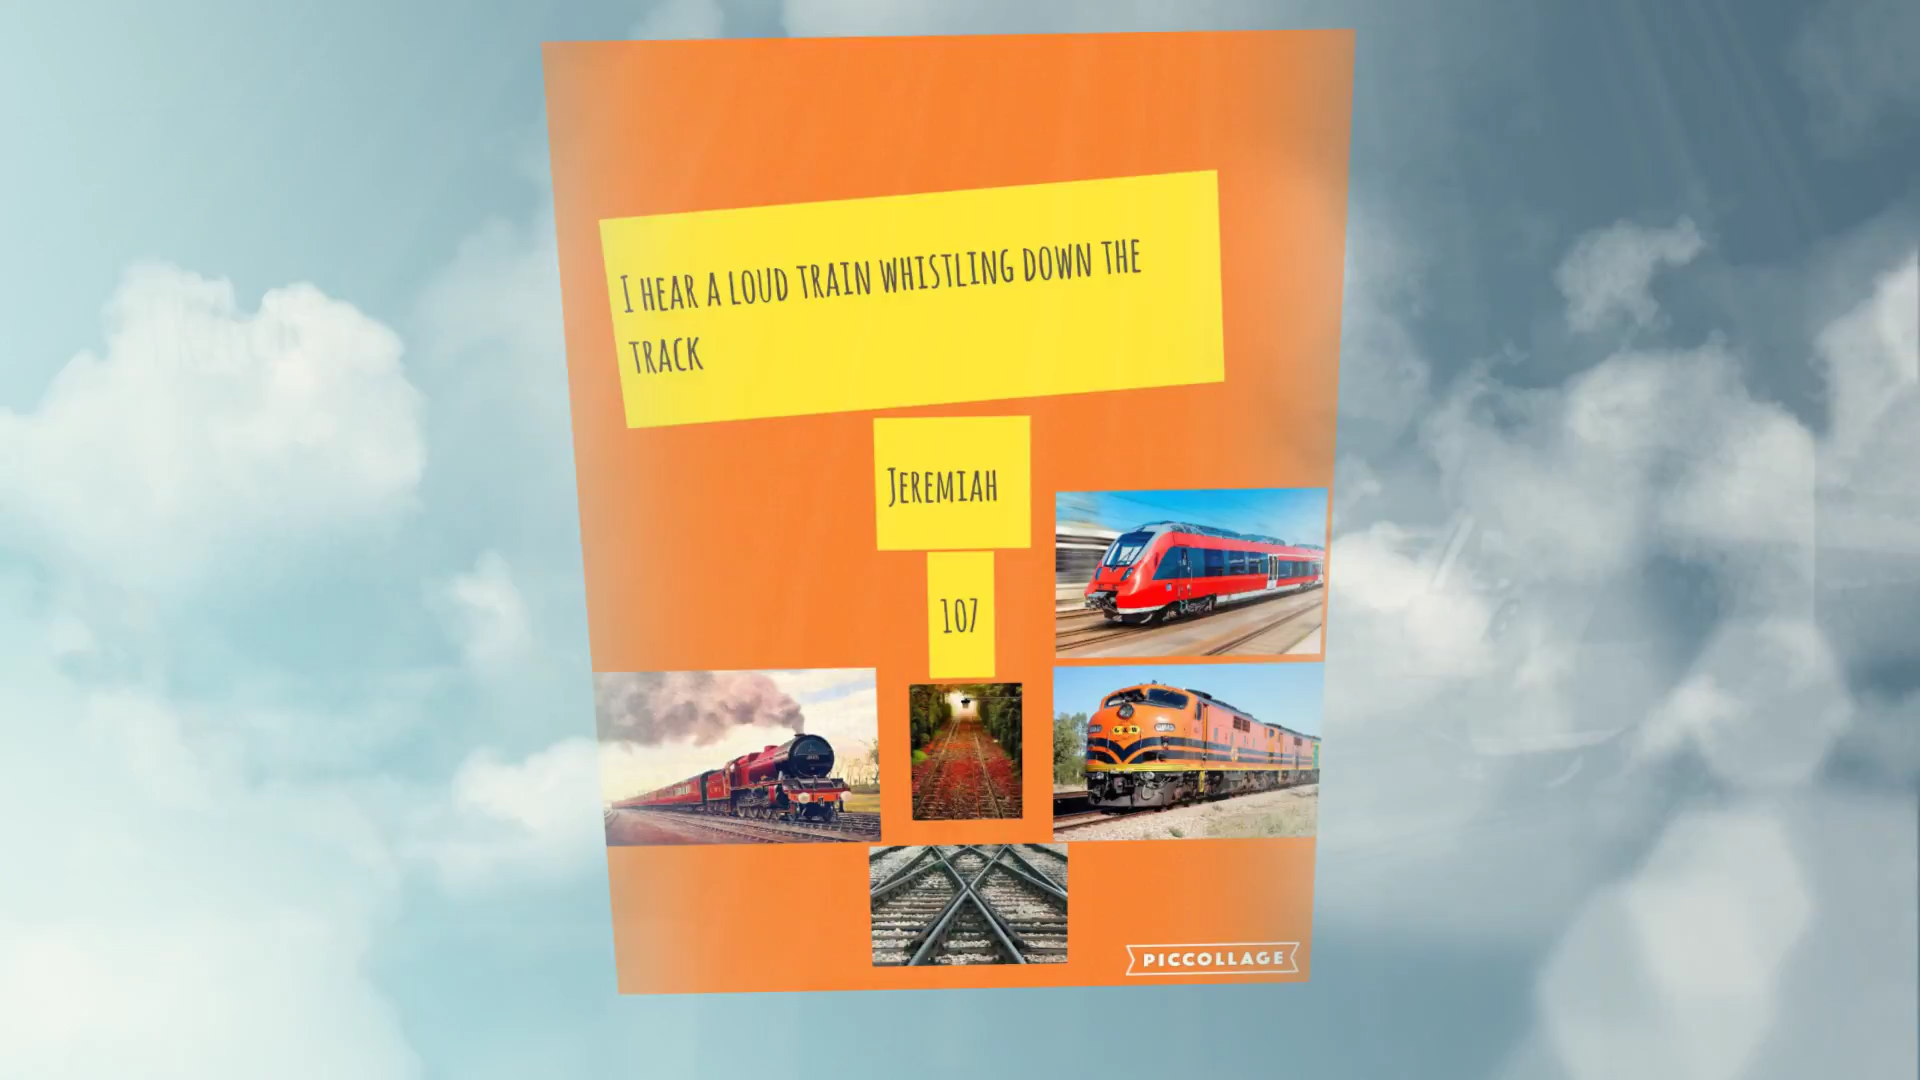 I HEAR A LOUD TRAIN WHISTLING DOWN THE
TRACK
JEREMIAH
107
PICCOLLAGE